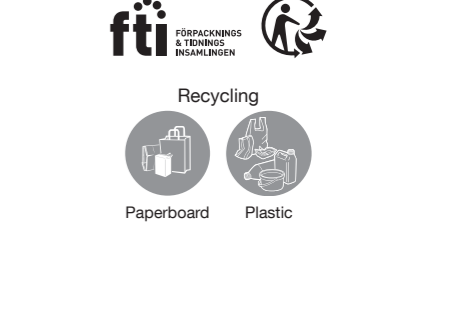 fti FÖRPACKNINGS
& TIDNINGS
INSAMLINGEN
Recycling
Paperboard Plastic